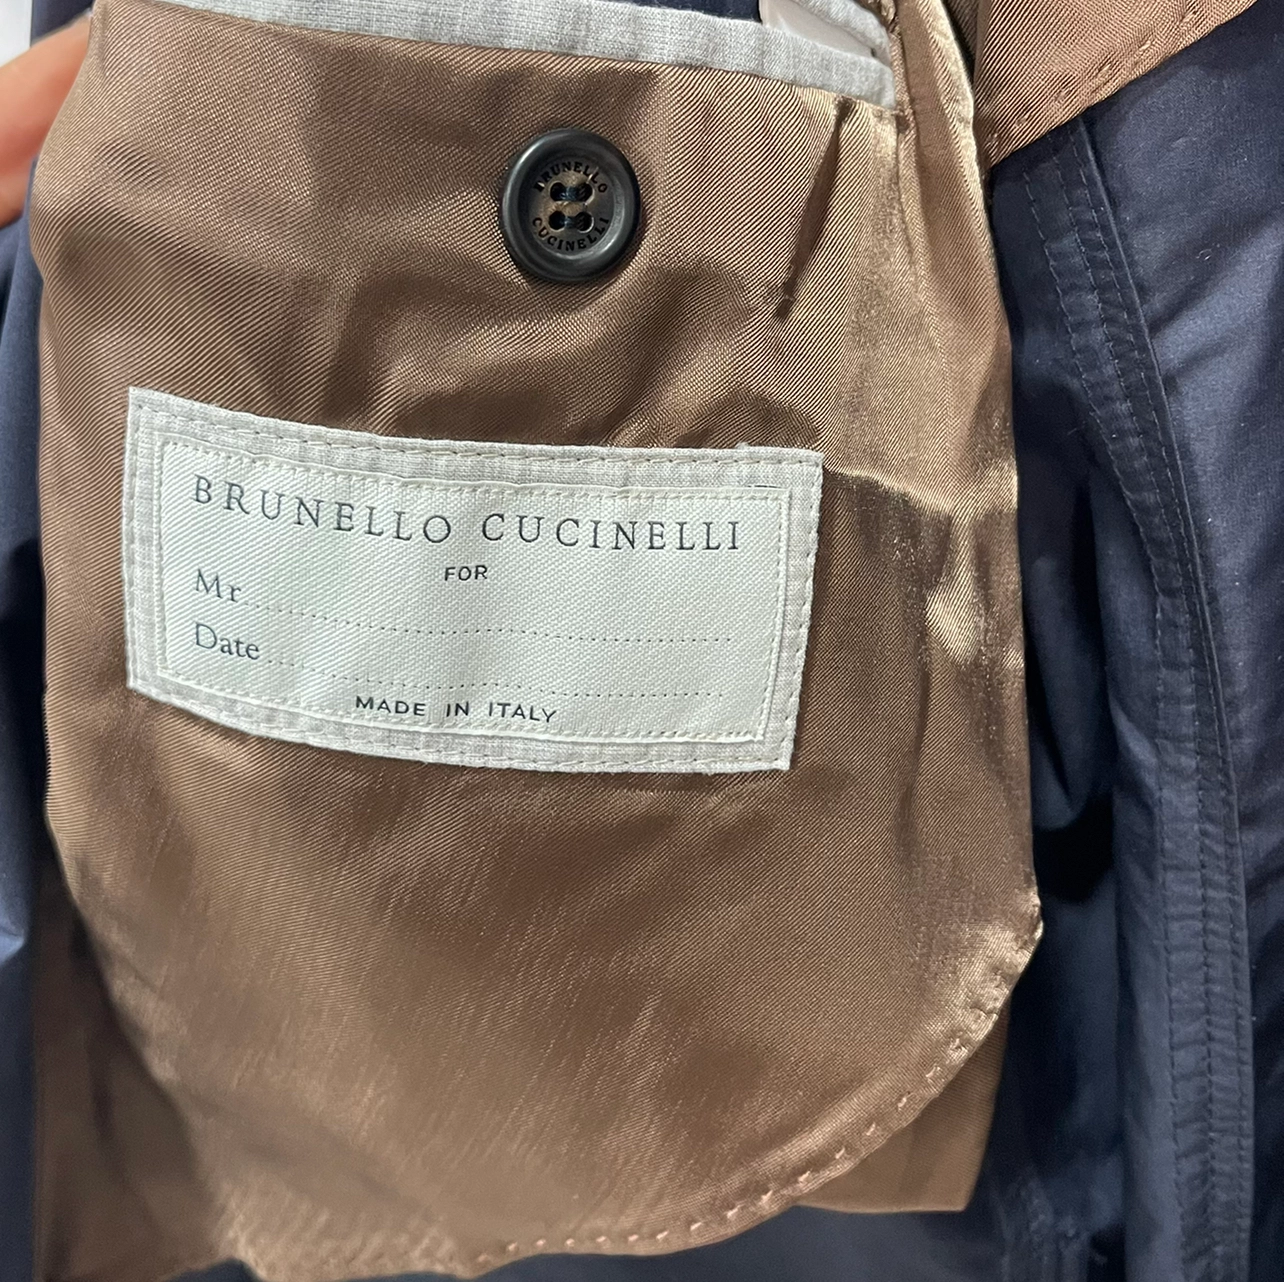 BRUNELLO
CUCINELLI
BRUNELLO CUCINELLI
FOR
Mr
Date
MADE IN ITALY